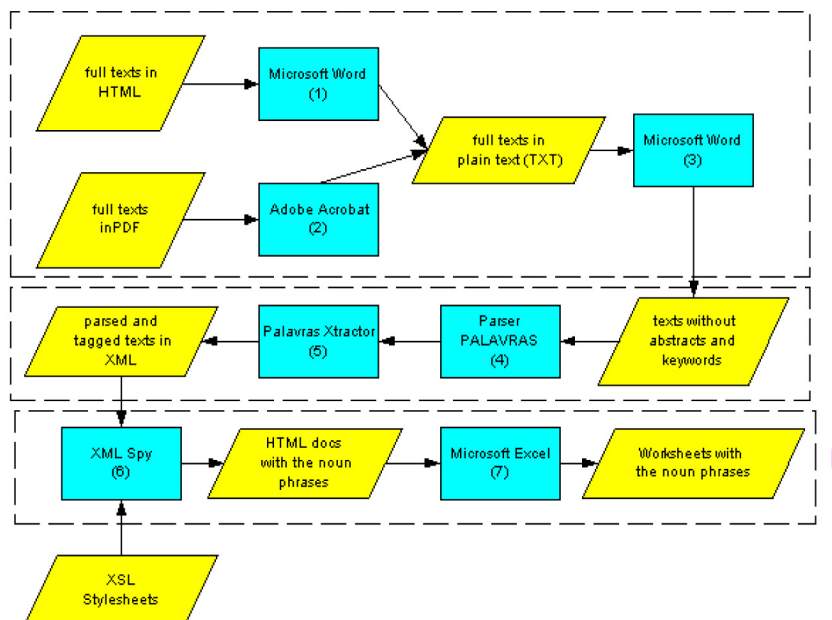 full texts in
HTML
Microsoft Word
(1)
full texts in
plain text (TXT)
Microsoft Word
(3)
full texts
inPDF
Adobe Acrobat
(2)
parsed and
tagged texts in
XML
Palavras Xtractor
(5)
Parser
PALAVRAS
(4)
texts without
abstracts and
keywords
XML Spy
(6)
HTML docs
with the noun
phrases
Microsoft Excel
(7)
Worksheets with
the noun phrases
XSL
Stylesheets